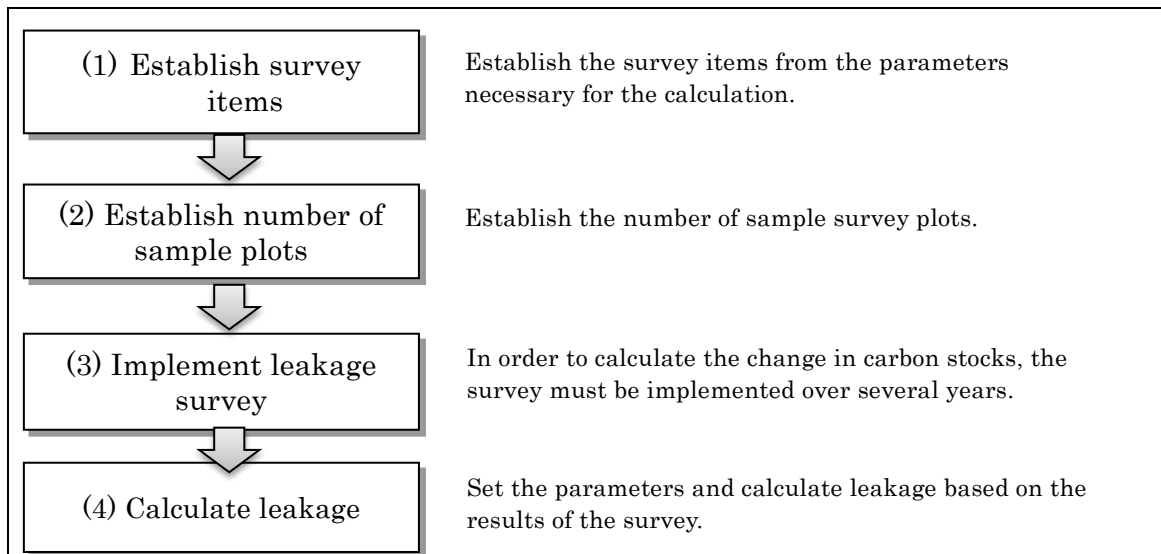 (1) Establish survey
items
Establish the survey items from the parameters
necessary for the calculation.
(2) Establish number of
sample plots
Establish the number of sample survey plots.
(3) Implement leakage
survey
In order to calculate the change in carbon stocks, the
survey must be implemented over several years.
(4) Calculate leakage
Set the parameters and calculate leakage based on the
results of the survey.